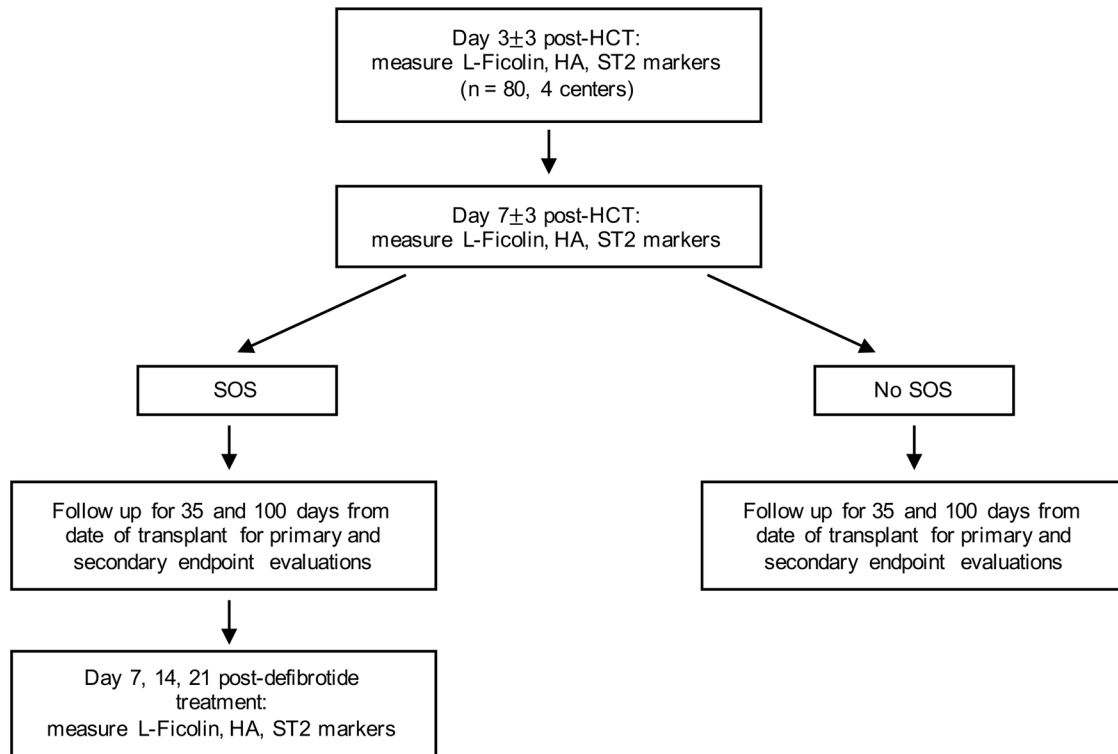 Day 3±3 post-HCT:
measure L-Ficolin, HA, ST2 markers
(n = 80, 4 centers)
Day 7±3 post-HCT:
measure L-Ficolin, HA, ST2 markers
SOS
No SOS
Follow up for 35 and 100 days from
date of transplant for primary and
secondary endpoint evaluations
Follow up for 35 and 100 days from
date of transplant for primary and
secondary endpoint evaluations
Day 7, 14, 21 post-defibrotide
treatment:
measure L-Ficolin, HA, ST2 markers